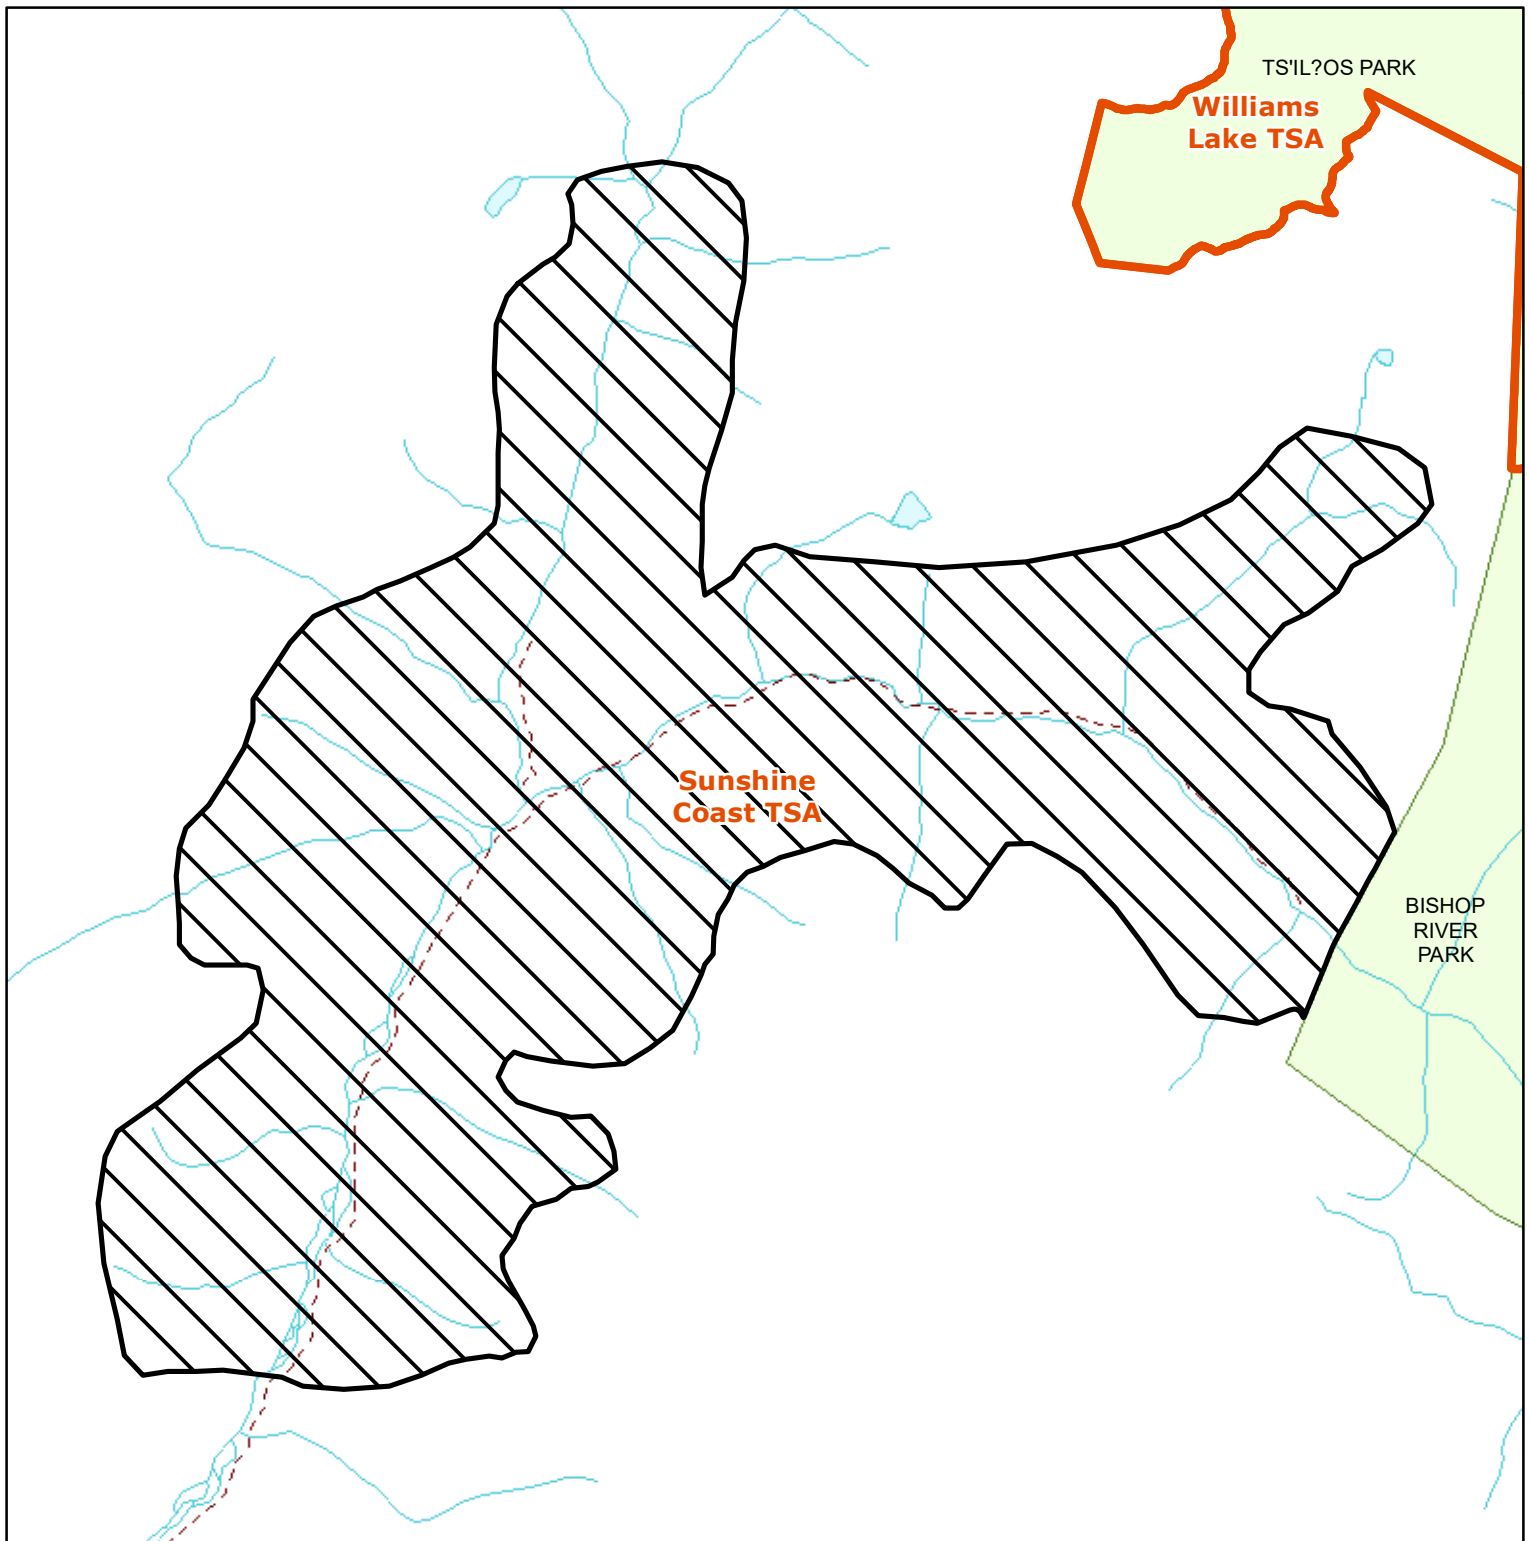 TS'IL?OS PARK
Williams
Lake TSA
Sunshine
Coast TSA
BISHOP
RIVER
PARK